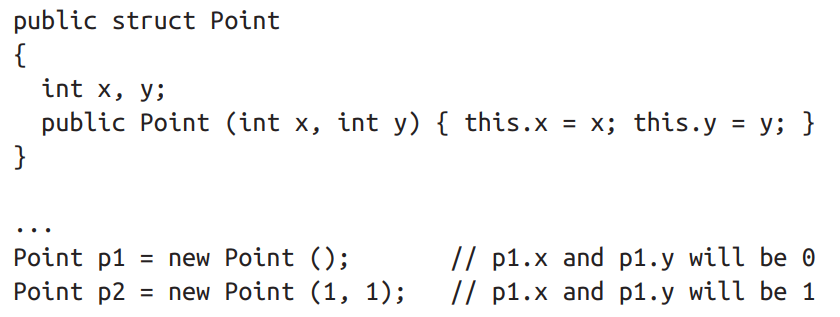 public struct Point
{
  int x, y;
  public Point (int x, int y) { this.x = x; this.y = y; }
}
...
Point p1 = new Point ();       // p1.x and p1.y will be 0
Point p2 = new Point (1, 1);   // p1.x and p1.y will be 1